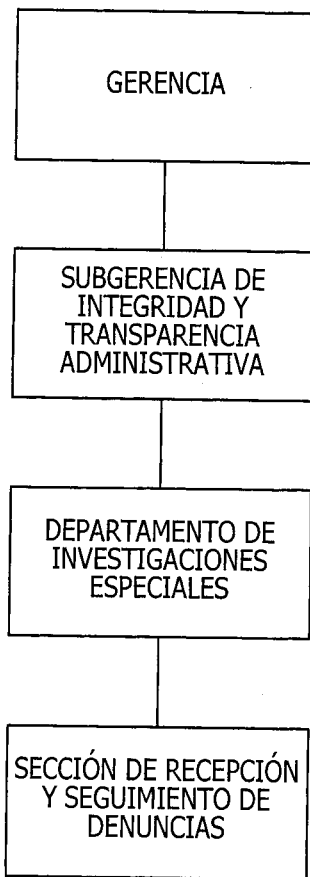 GERENCIA
SUBGERENCIA DE
INTEGRIDAD Y
TRANSPARENCIA
ADMINISTRATIVA
DEPARTAMENTO DE
INVESTIGACIONES
ESPECIALES
SECCIÓN DE RECEPCIÓN
Y SEGUIMIENTO DE
DENUNCIAS